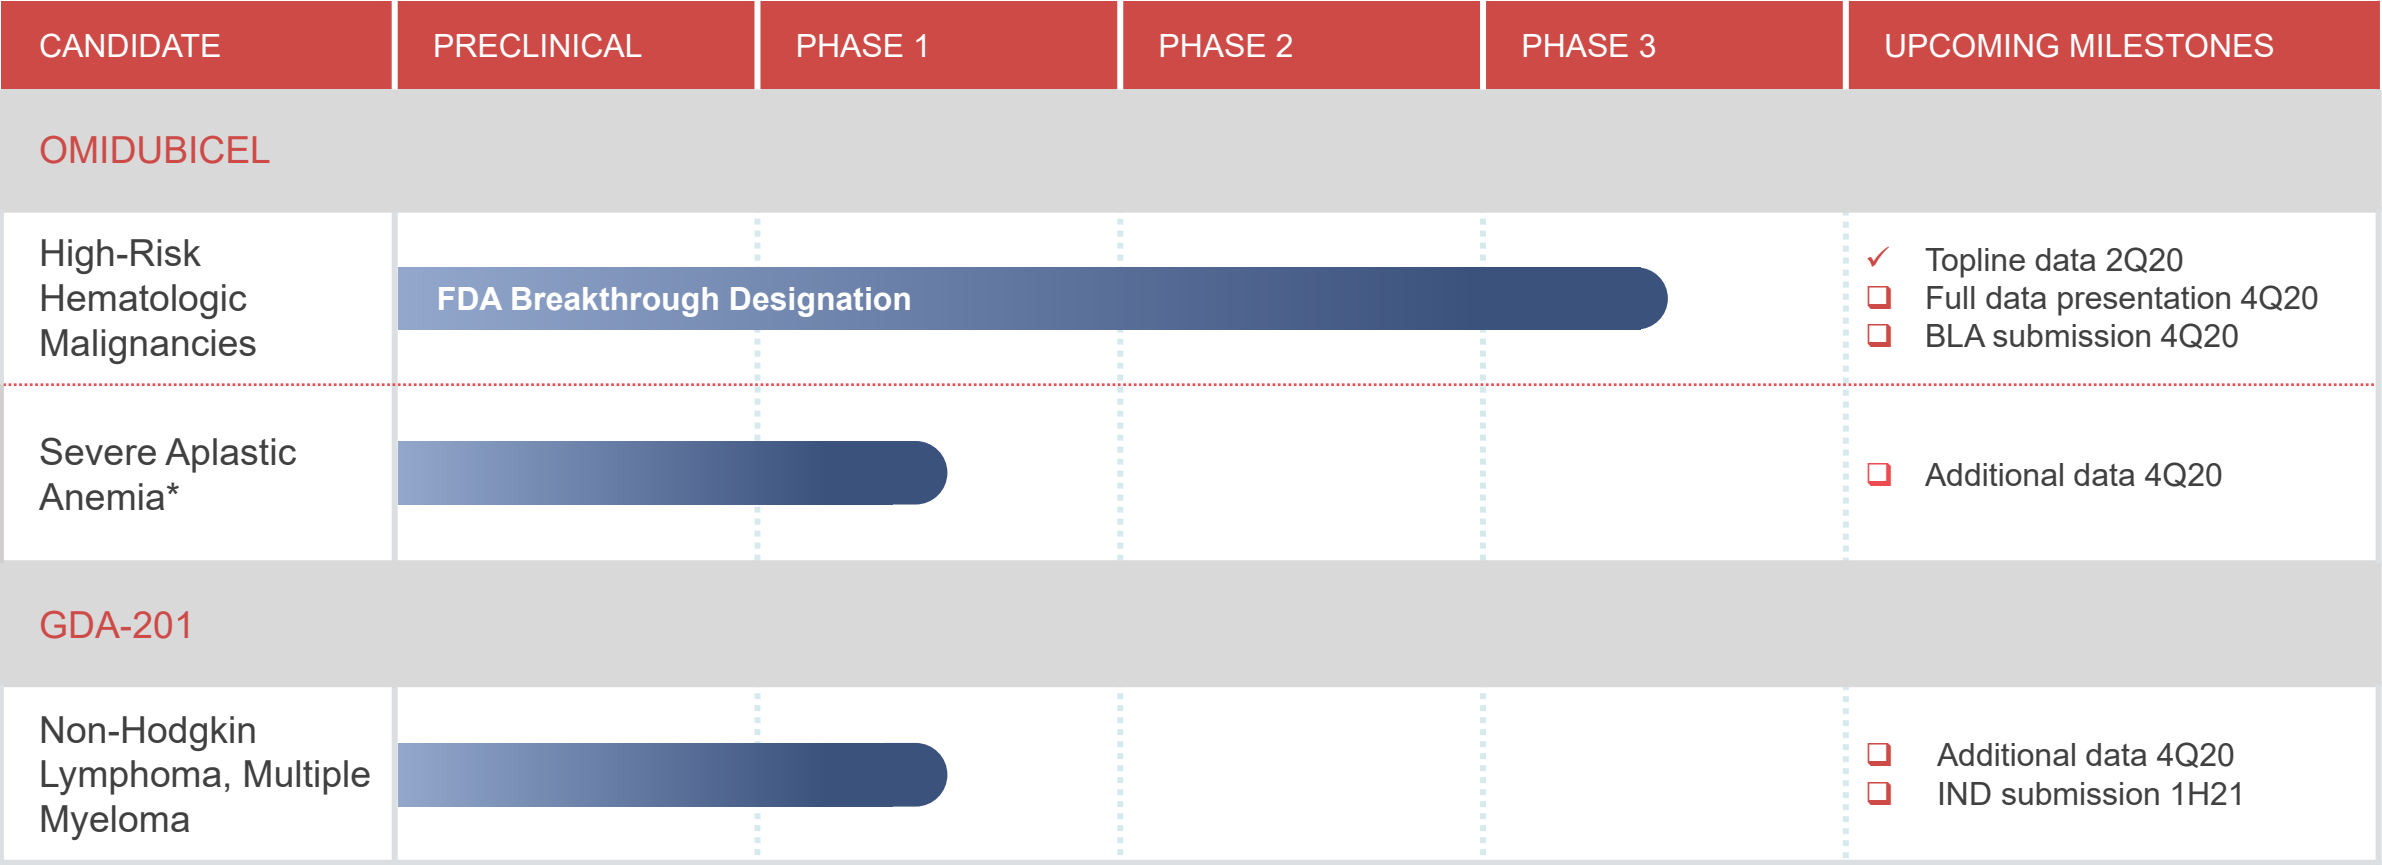 CANDIDATE PRECLINICAL PHASE 1 PHASE 2 PHASE 3 UPCOMING MILESTONES
OMIDUBICEL
High-Risk
Hematologic
Malignancies
FDA Breakthrough Designation
Topline data 2Q20
Full data presentation 4Q20
BLA submission 4Q20
Severe Aplastic
Anemia*
Additional data 4Q20
GDA-201
Non-Hodgkin
Lymphoma, Multiple
Myeloma
Additional data 4Q20
IND submission 1H21